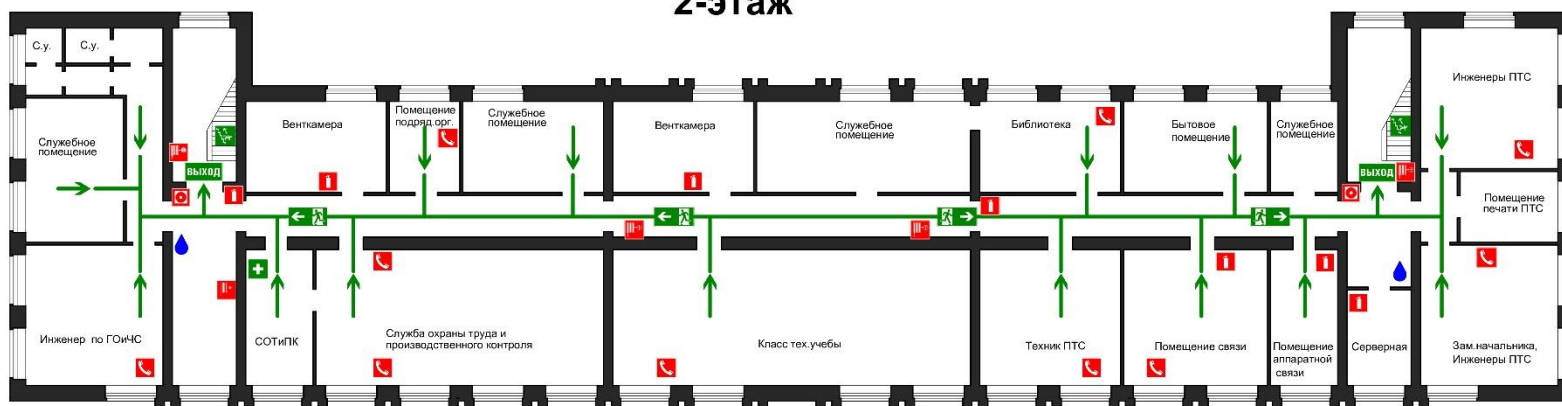 2-этаж
С.у.
С.у.
Служебное
помещение
Инженер по ГОиЧС
ВЫХОД
Венткамера
Помещение
подряд.орг.
Служебное
помещение
Венткамера
Служебное
помещение
Библиотека
Бытовое
помещение
Служебное
помещение
ВЫХОД
Инженеры ПТС
Помещение
печати ПТС
СОТиПК
Служба охраны труда и
производственного контроля
Класс тех.учебы
Техник ПТС
Помещение связи
Помещение
аппаратной
связи
Серверная
Зам.начальника,
Инженеры ПТС